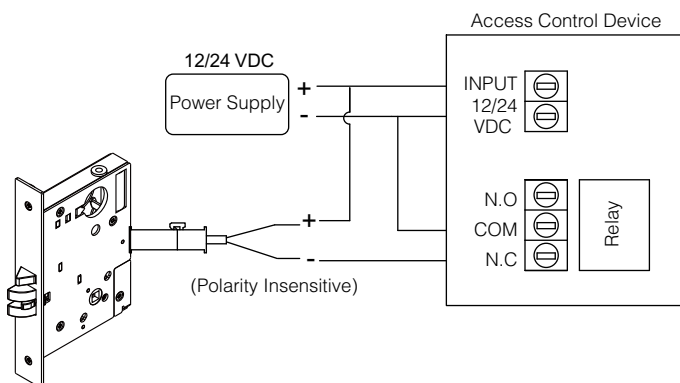 Access Control Device
12/24 VDC
Power Supply
+
-
INPUT
12/24
VDC
N.O
COM
N.C
Relay
+
-
(Polarity Insensitive)